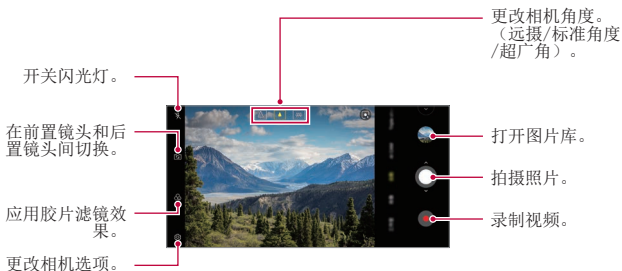 更改相机角度。
（远摄/标准角度
/超广角）。
开关闪光灯。
在前置镜头和后
置镜头间切换。
打开图片库。
拍摄照片。
应用胶片滤镜效
果。
录制视频。
更改相机选项。